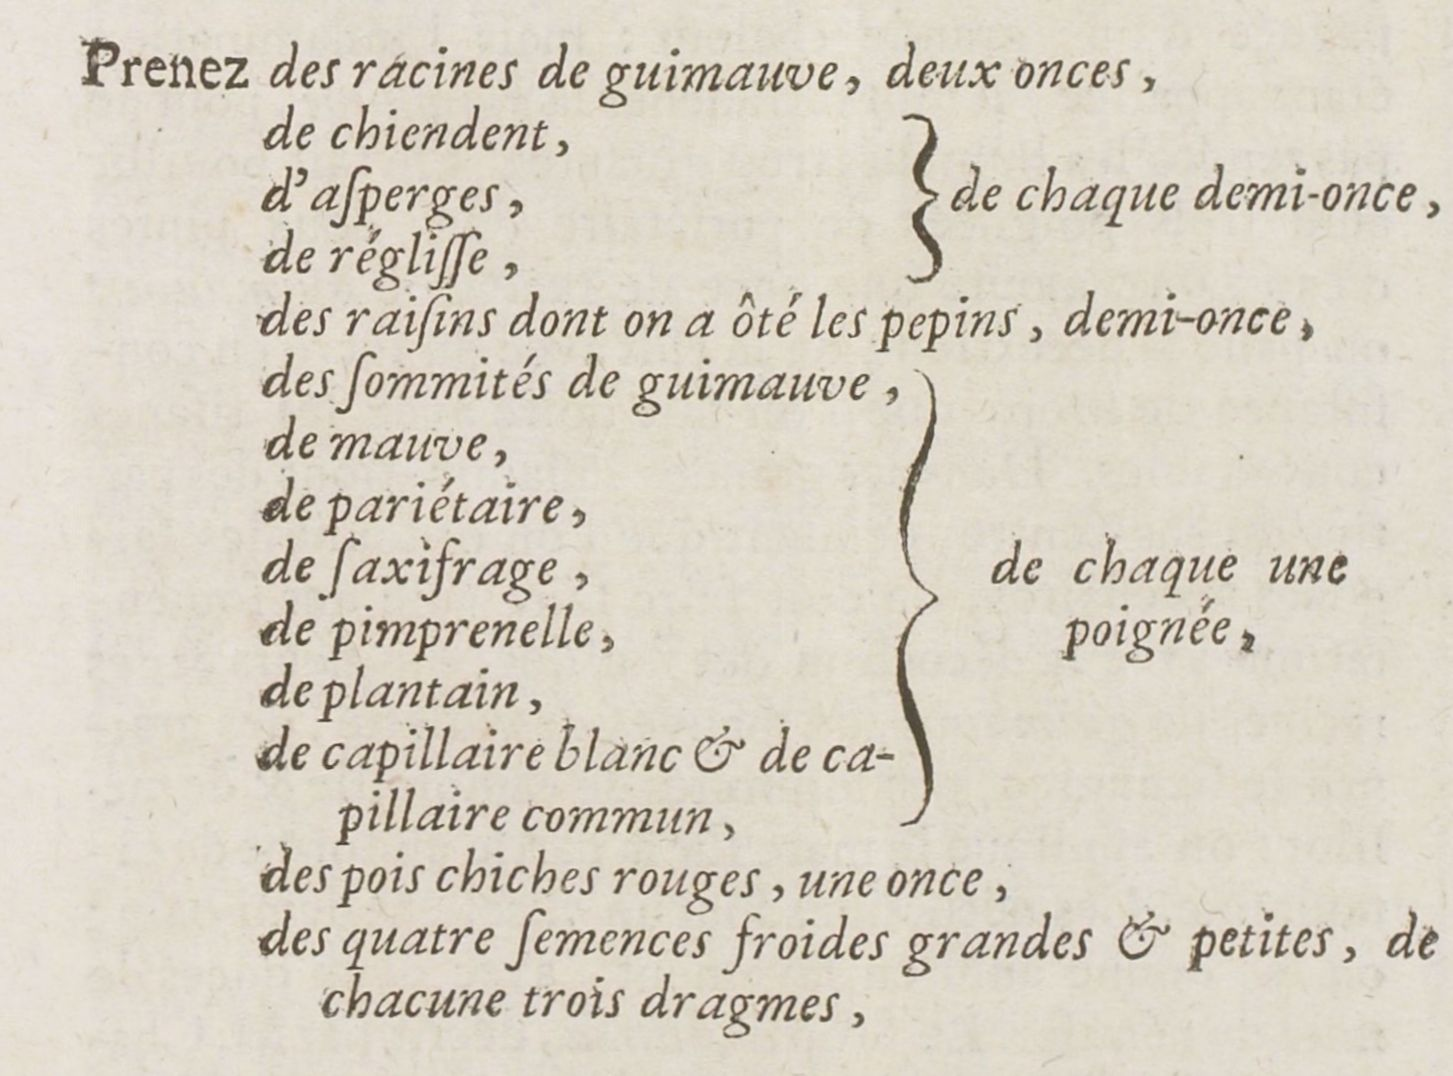 Prenez des racines de guimauve, deux onces,
de chiendent,
d'aſperges,
de régliſſe,
de chaque demi-once,
des raiſins dont on a ôté les pepins, demi-once,
des ſommités de guimauve,
de mauve,
de pariétaire,
de ſaxifrage,
de pimprenelle,
de plantain,
de capillaire blanc & de ca-
pillaire commun,
de chaque une
poignée,
des pois chiches rouges, une once,
des quatre ſemences froides grandes & petites, de
chacune trois dragmes,